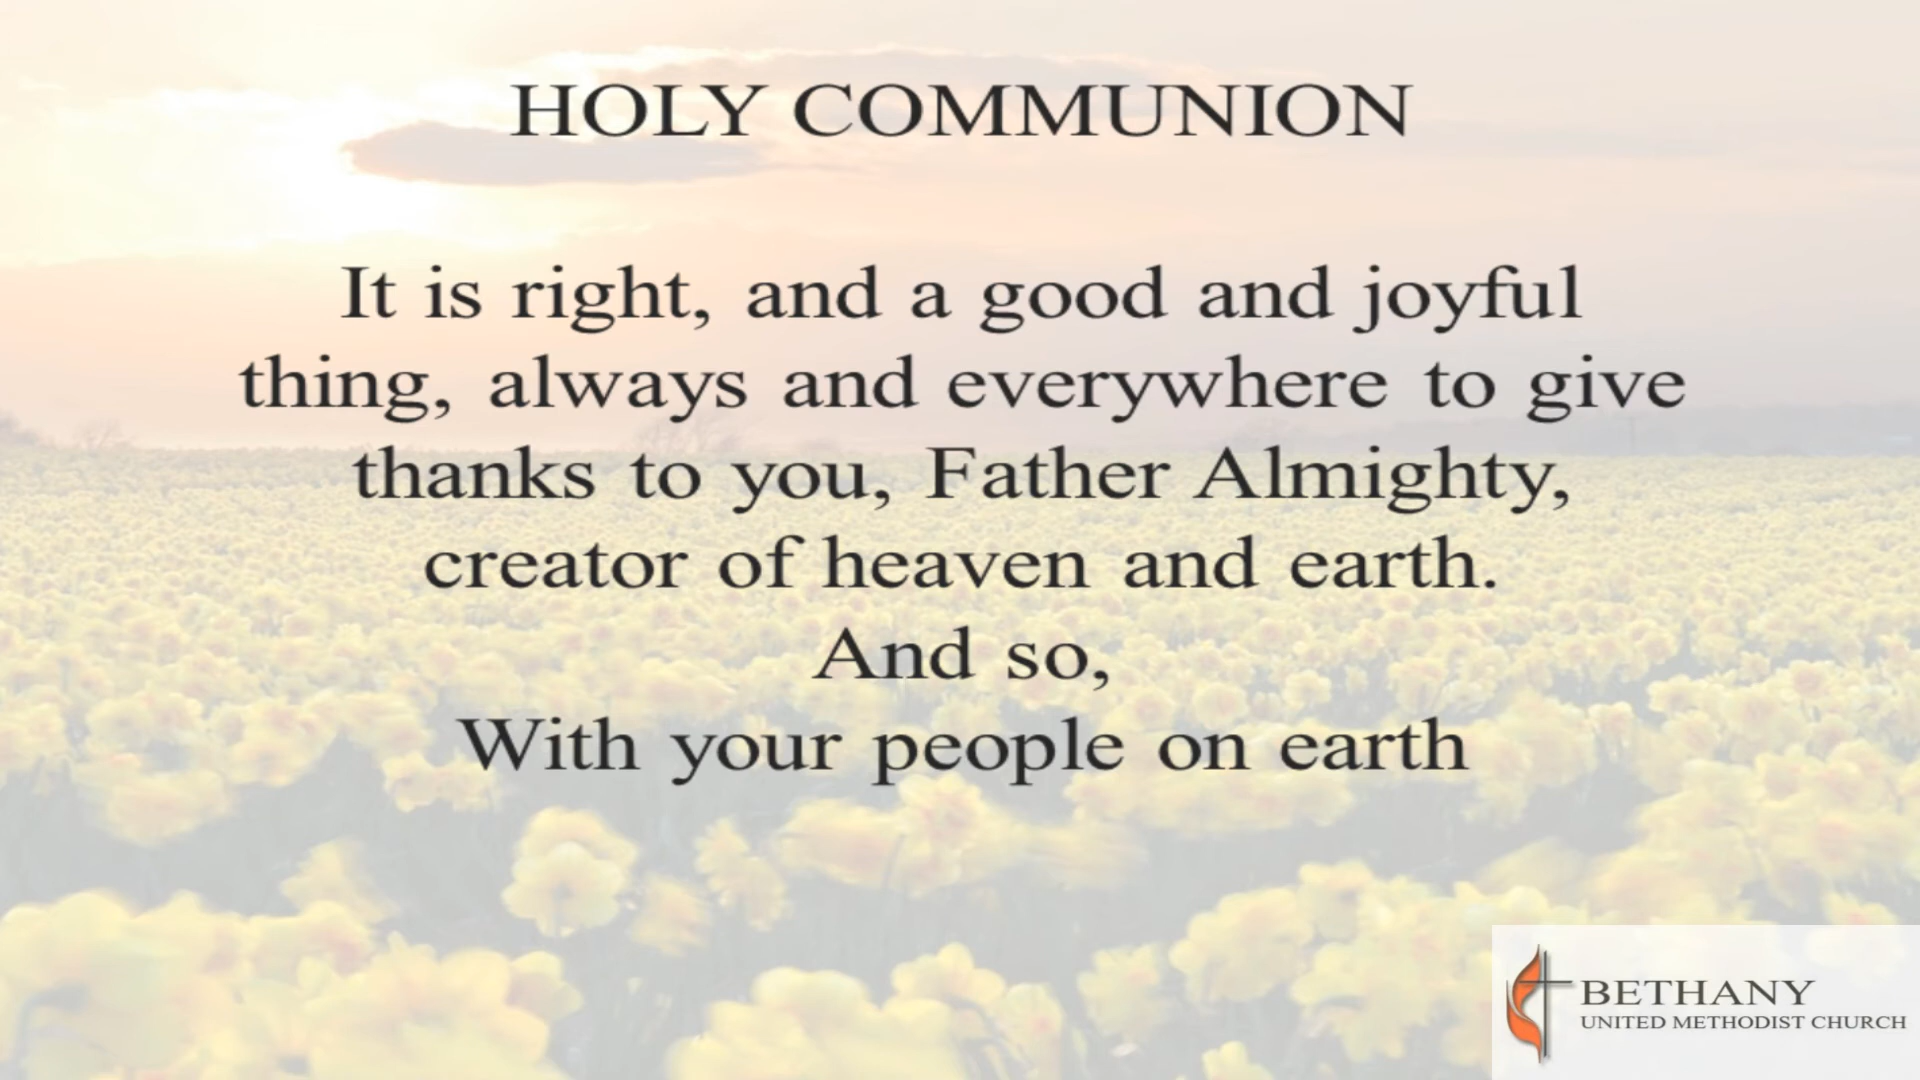 HOLY COMMUNION
It is right, and a good and joyful
thing, always and everywhere to give
thanks to you, Father Almighty,
creator of heaven and earth.
And so,
With your people on earth
BETHANY
UNITED METHODIST CHURCH